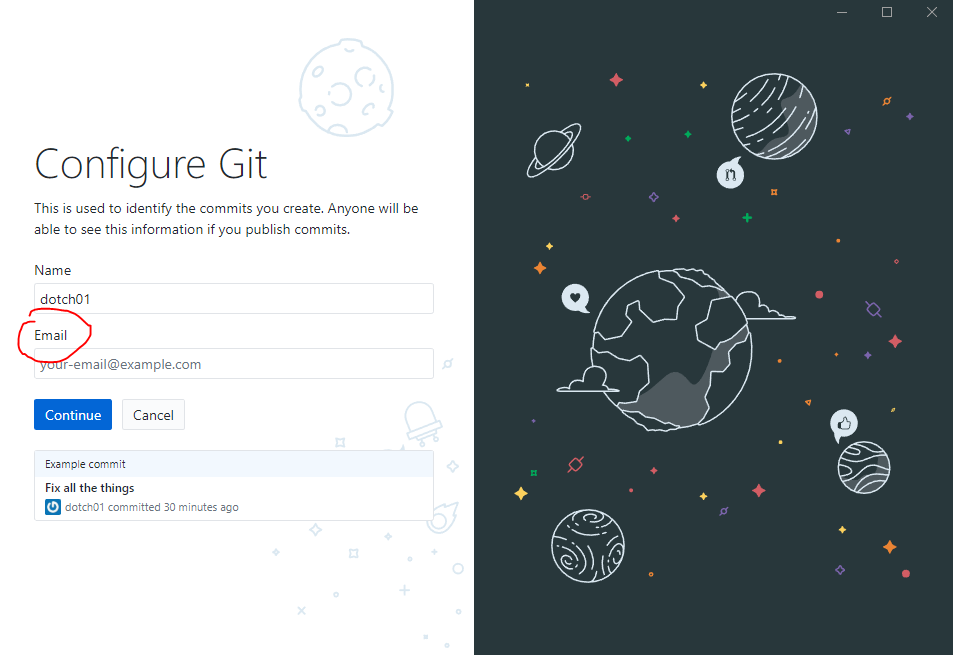 Configure Git
This is used to identify the commits you create. Anyone will be
able to see this information if you publish commits.
Name
dotch01
Email
your-email@example.com
Continue
Cancel
Example commit
Fix all the things
dotch01 committed 30 minutes ago